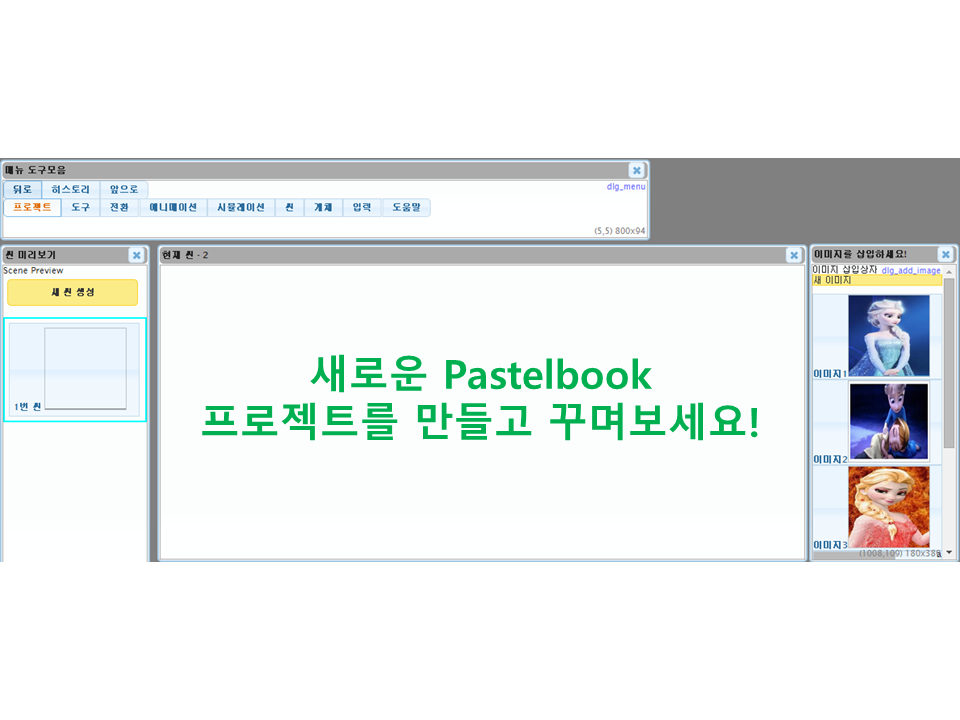 메뉴 도구모음
뒤로 히스토리 앞으로
dlg_menu
프로젝트 도구 전환 애니메이션 시뮬레이션 씬 개체 입력 도움말
(5,5) 800x94
씬 미리보기
Scene Preview
새 씬 생성
1번 씬
현재 씬 - 2
새로운 Pastelbook
프로젝트를 만들고 꾸며보세요!
이미지를 삽입하세요!
이미지 삽입상자 dlg_add_image
새 이미지
이미지1
이미지2
이미지3
(1008,109) 180x388